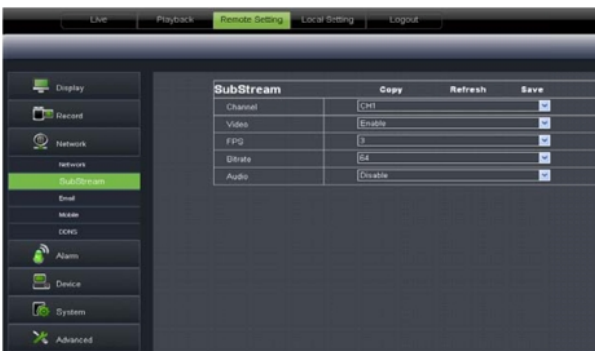 Live Playback Remote Setting Local Setting Logout
Display
Record
Network
Network
SubStream
Email
Mobile
DDNS
Alarm
Device
System
Advanced
SubStream Copy Refresh Save
Channel CH1
Video Enable
FPS 3
Bitrate 64
Audio Disable